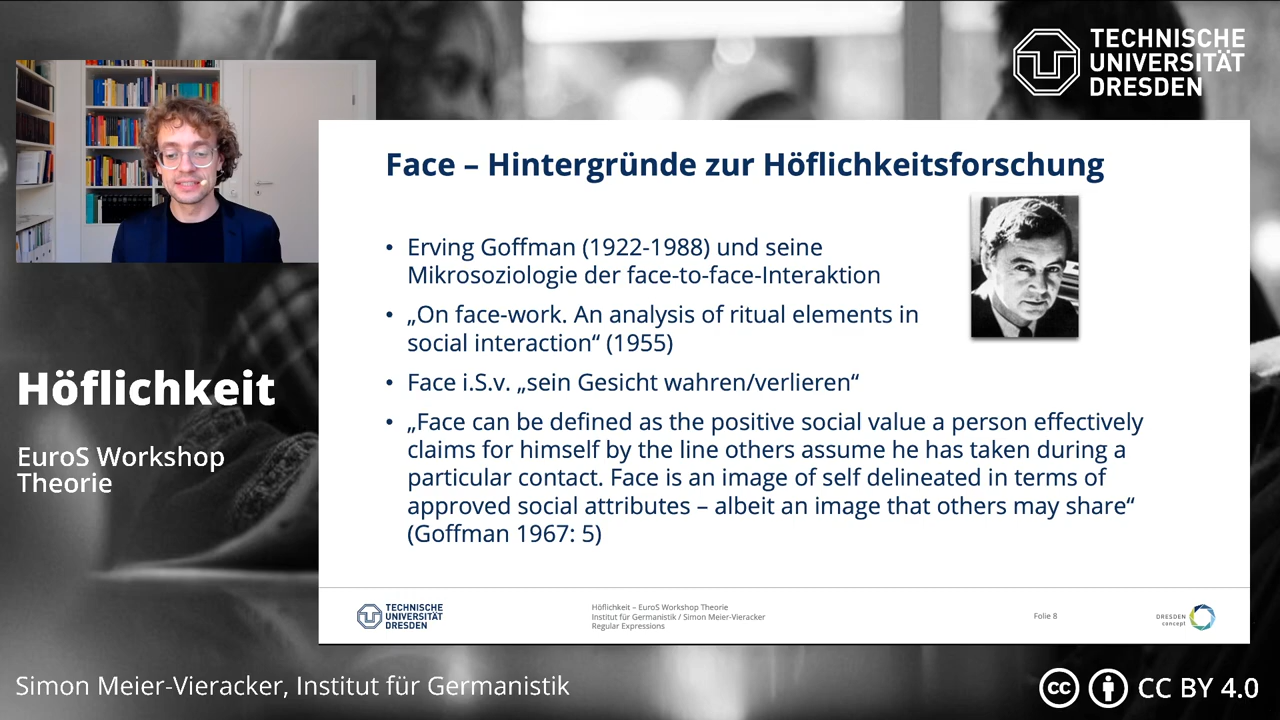 TECHNISCHE
UNIVERSITÄT
DRESDEN
Face – Hintergründe zur Höflichkeitsforschung
• Erving Goffman (1922-1988) und seine
Mikrosoziologie der face-to-face-Interaktion
• „On face-work. An analysis of ritual elements in
social interaction“ (1955)
• Face i.S.v. „sein Gesicht wahren/verlieren“
• „Face can be defined as the positive social value a person effectively
claims for himself by the line others assume he has taken during a
particular contact. Face is an image of self delineated in terms of
approved social attributes – albeit an image that others may share“
(Goffman 1967: 5)
TECHNISCHE
UNIVERSITÄT
DRESDEN
Höflichkeit – EuroS Workshop Theorie
Institut für Germanistik / Simon Meier-Vieracker
Regular Expressions
Folie 8
DRESDEN
concept
Höflichkeit
EuroS Workshop
Theorie
Simon Meier-Vieracker, Institut für Germanistik
cc CC BY 4.0